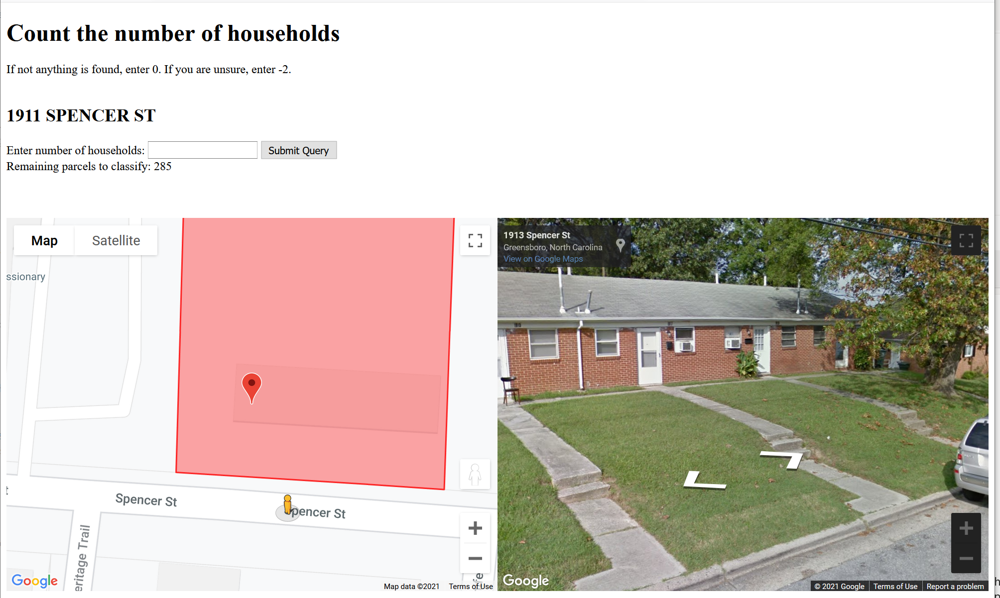 Count the number of households
If not anything is found, enter 0. If you are unsure, enter -2.
1911 SPENCER ST
Enter number of households:
Submit Query
Remaining parcels to classify: 285
Map
Satellite
ssionary
Spencer St
Spencer St
eritage Trail
Google
Map data ©2021
Terms of Use
1913 Spencer St
Greensboro, North Carolina
View on Google Maps
Google
© 2021 Google
Terms of Use
Report a problem